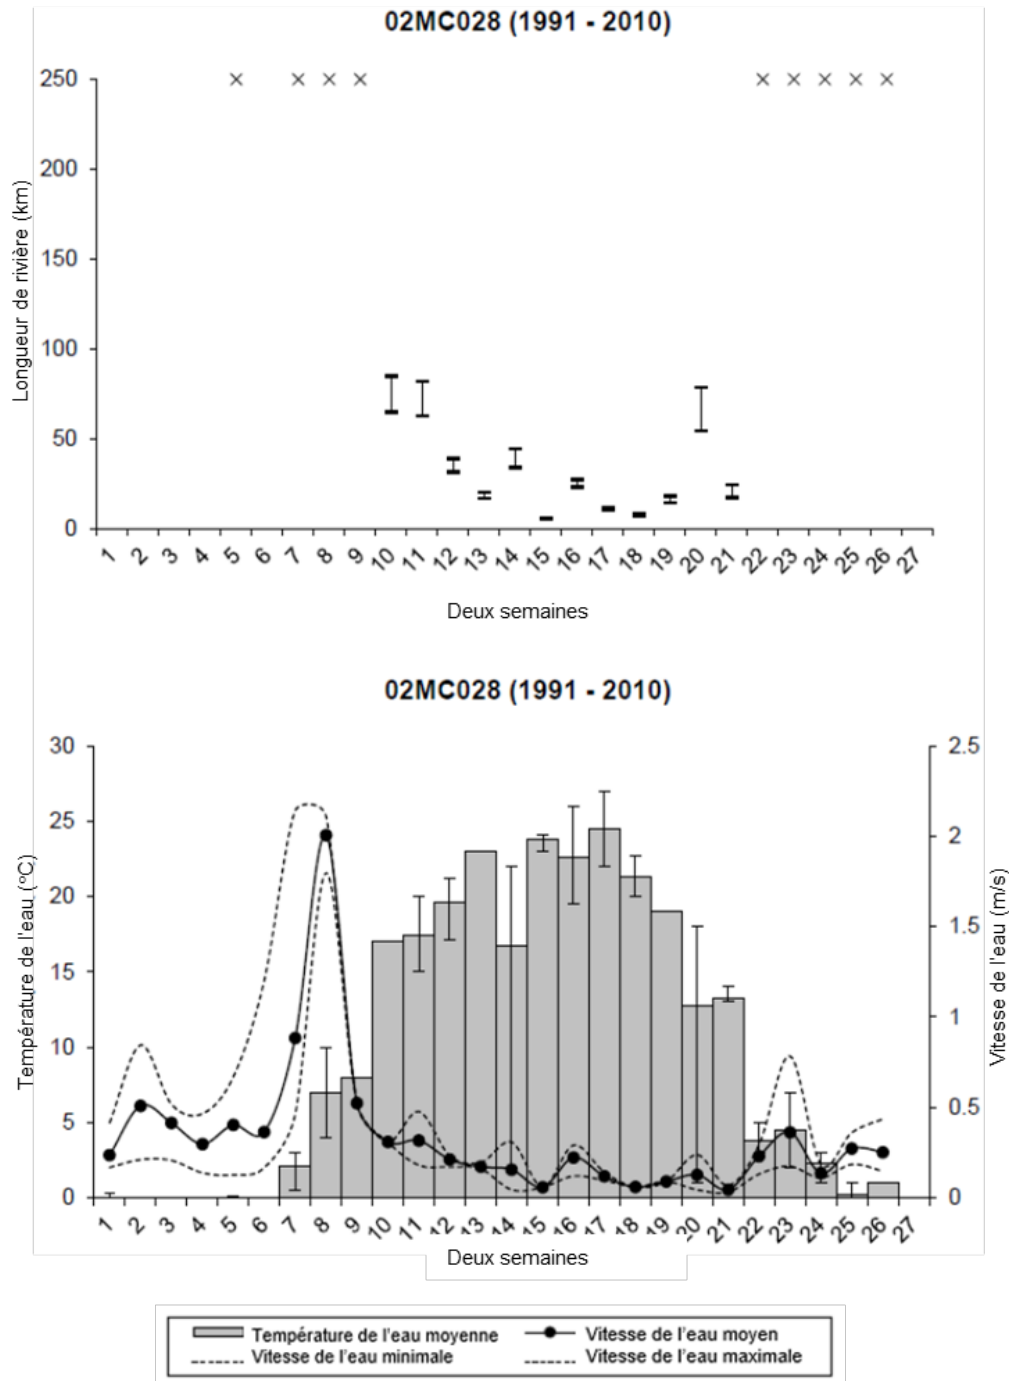 02MC028 (1991 - 2010)
Longueur de rivière (km)
250
200
150
100
50
0
1 2 3 4 5 6 7 8 9 10 11 12 13 14 15 16 17 18 19 20 21 22 23 24 25 26 27
Deux semaines
02MC028 (1991 - 2010)
Température de l'eau (°C)
30
25
20
15
10
5
0
Vitesse de l'eau (m/s)
2.5
2
1.5
1
0.5
0
1 2 3 4 5 6 7 8 9 10 11 12 13 14 15 16 17 18 19 20 21 22 23 24 25 26 27
Deux semaines
Température de l'eau moyenne Vitesse de l'eau moyen
Vitesse de l'eau minimale Vitesse de l'eau maximale